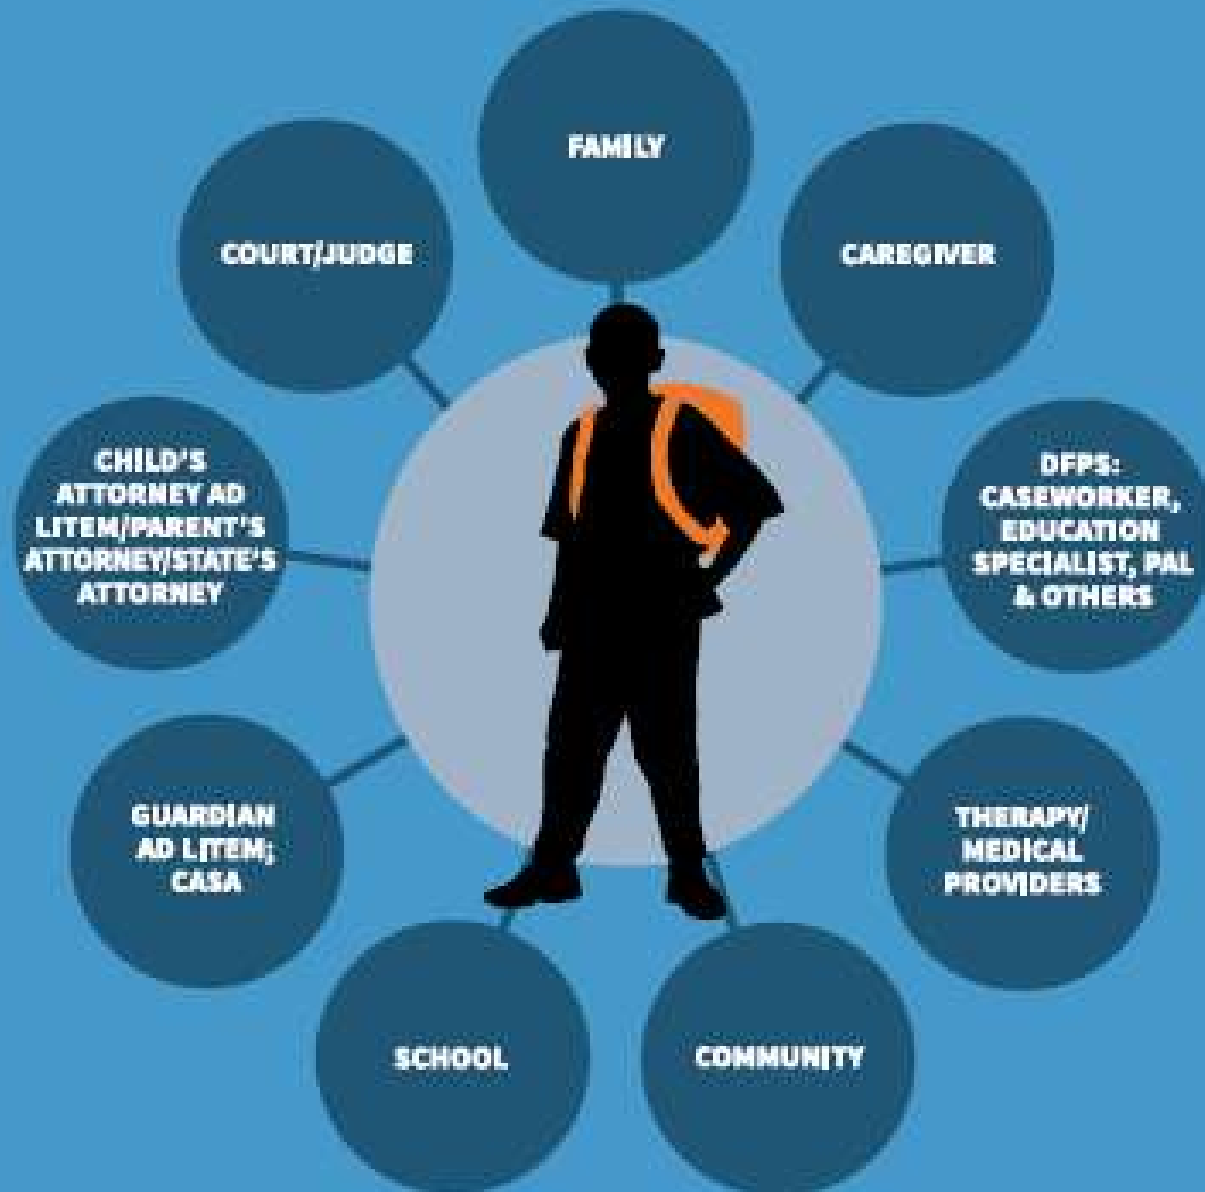 FAMILY
COURT/JUDGE
CAREGIVER
CHILD'S
ATTORNEY AD
LITEM/PARENT'S
ATTORNEY/STATE'S
ATTORNEY
DFPS:
CASEWORKER,
EDUCATION
SPECIALIST, PAL
& OTHERS
GUARDIAN
AD LITEM;
CASA
THERAPY/
MEDICAL
PROVIDERS
SCHOOL
COMMUNITY